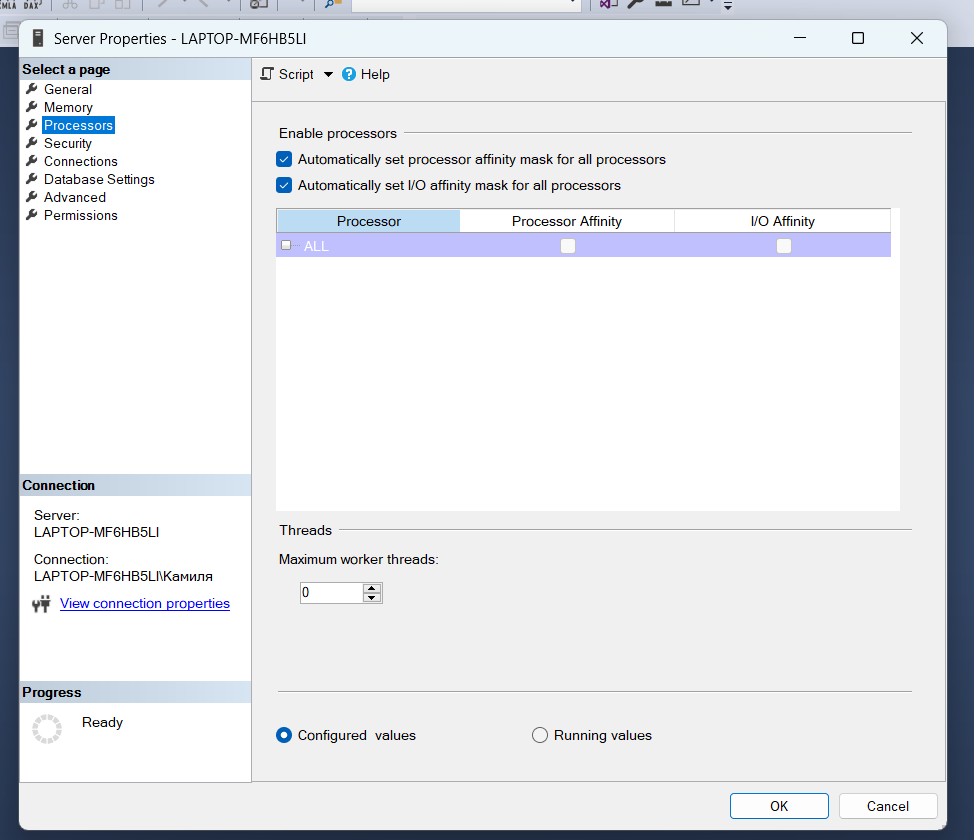 Server Properties - LAPTOP-MF6HB5LI
Select a page
General
Memory
Processors
Security
Connections
Database Settings
Advanced
Permissions
Connection
Server:
LAPTOP-MF6HB5LI
Connection:
LAPTOP-MF6HB5LI\Камиля
View connection properties
Progress
Ready
Script
Help
Enable processors
Automatically set processor affinity mask for all processors
Automatically set I/O affinity mask for all processors
Processor Processor Affinity I/O Affinity
ALL
Threads
Maximum worker threads:
0
Configured values Running values
OK Cancel